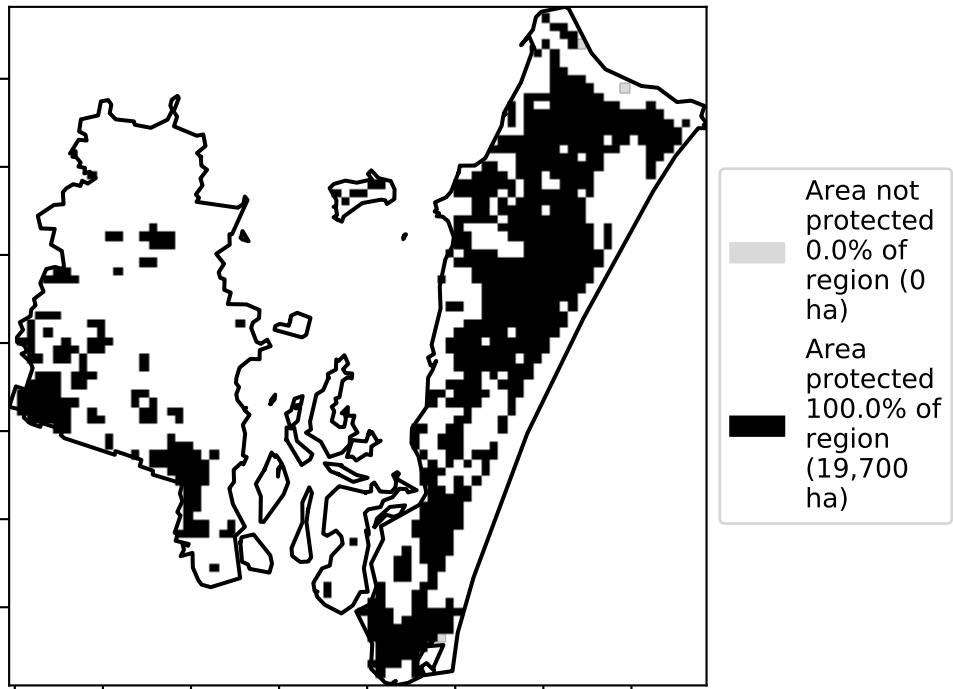 Area not
protected
0.0% of
region (0
ha)
Area
protected
100.0% of
region
(19,700
ha)